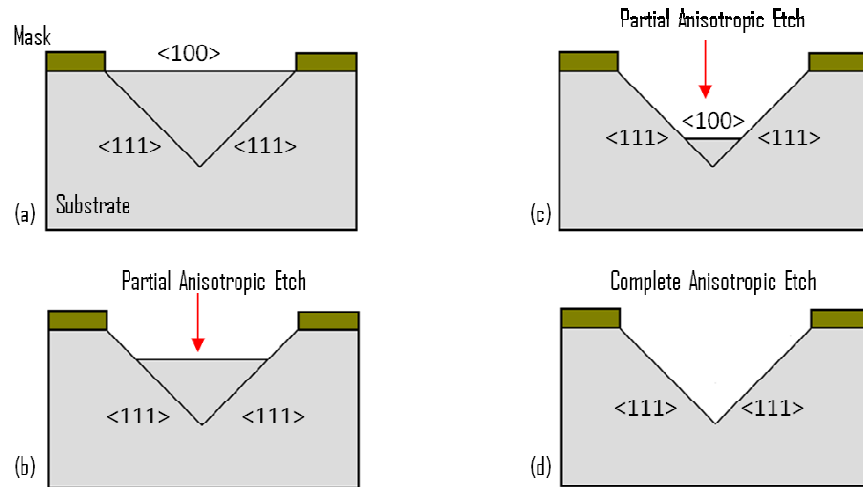 Mask
<100>
<111> <111>
Substrate
(a)
Partial Anisotropic Etch
<111> <111>
(b)
Partial Anisotropic Etch
<100>
<111> <111>
(c)
Complete Anisotropic Etch
<111> <111>
(d)